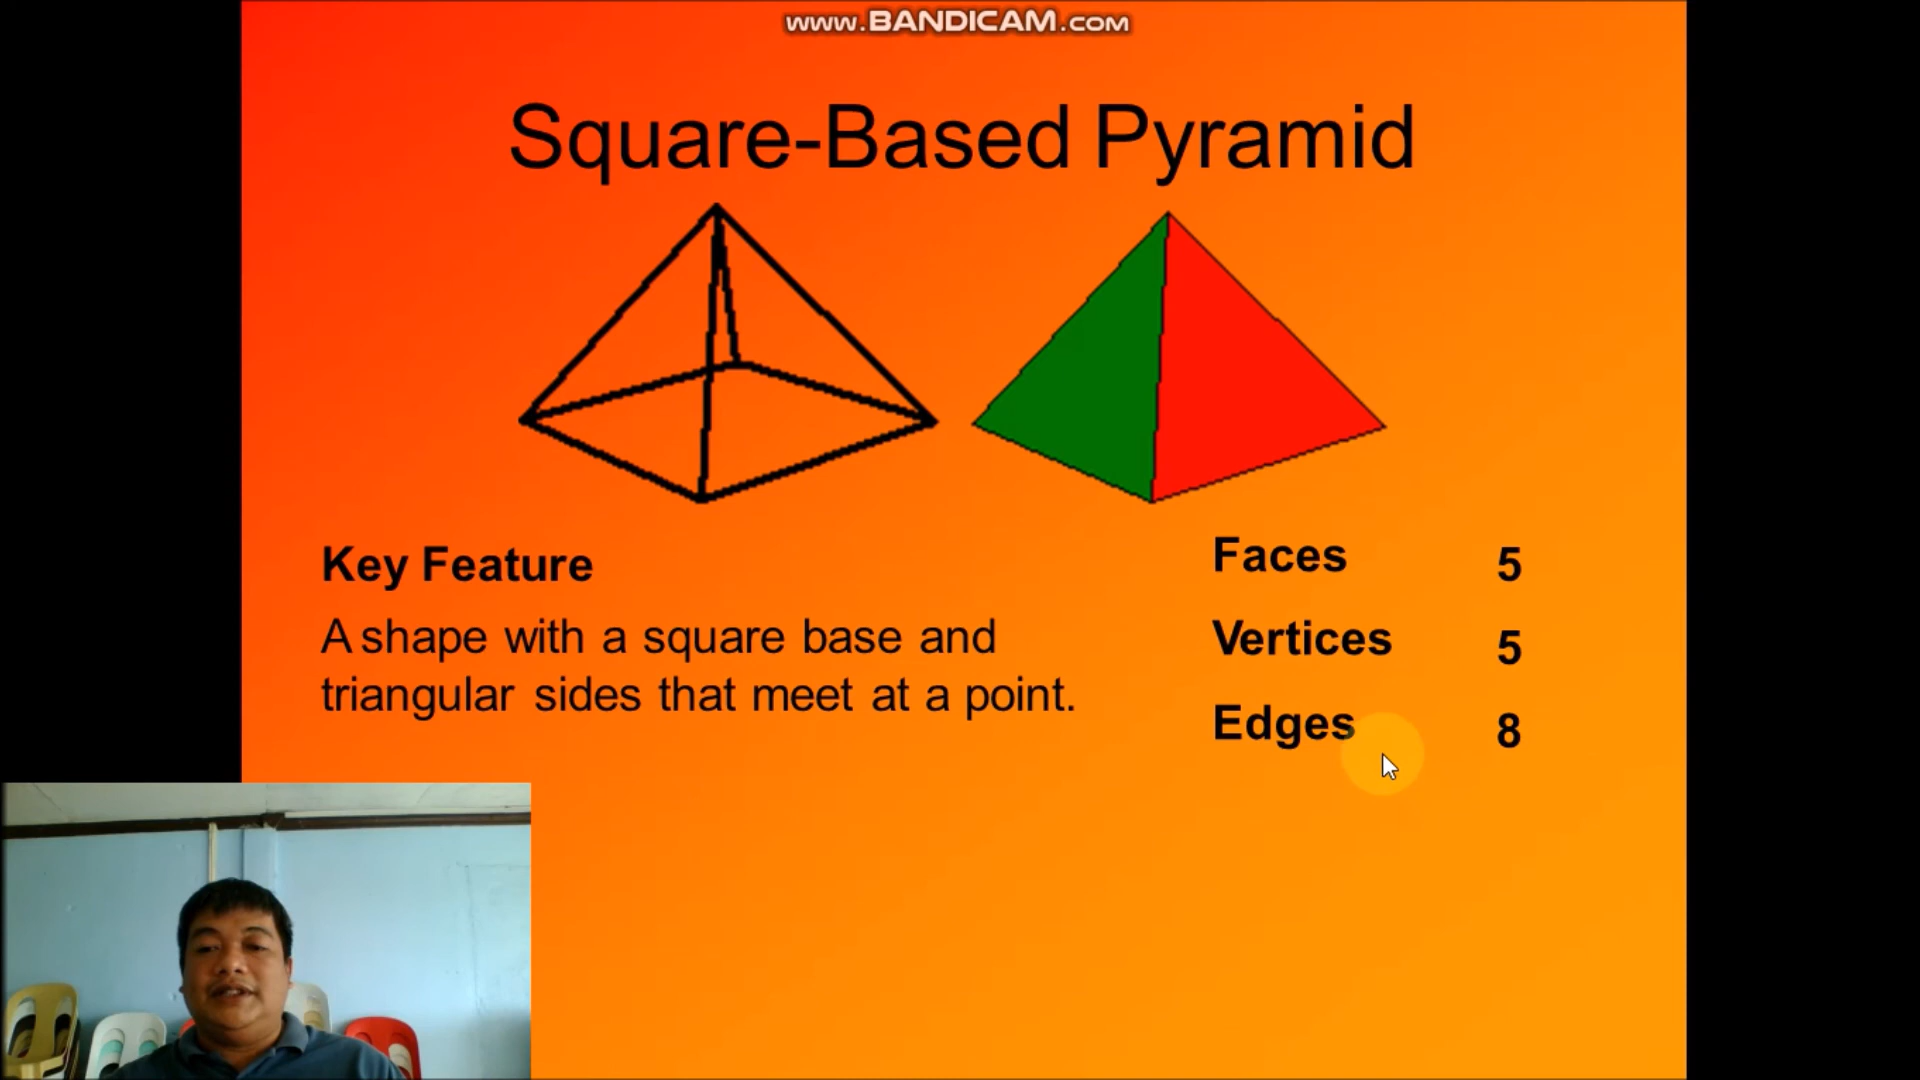 www.BANDICAM.COM
Square-Based Pyramid
Key Feature
A shape with a square base and
triangular sides that meet at a point.
Faces 5
Vertices 5
Edges 8